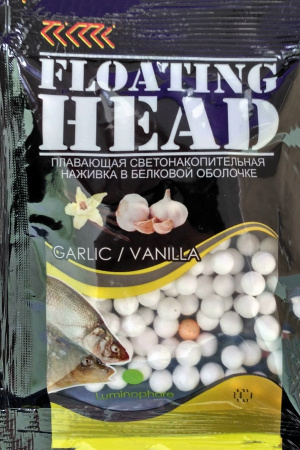 FLOATING
HEAD
ПЛАВАЮЩАЯ СВЕТОНАКОПИТЕЛЬНАЯ
НАЖИВКА В БЕЛКОВОЙ ОБОЛОЧКЕ
GARLIC / VANILLA
Luminophore